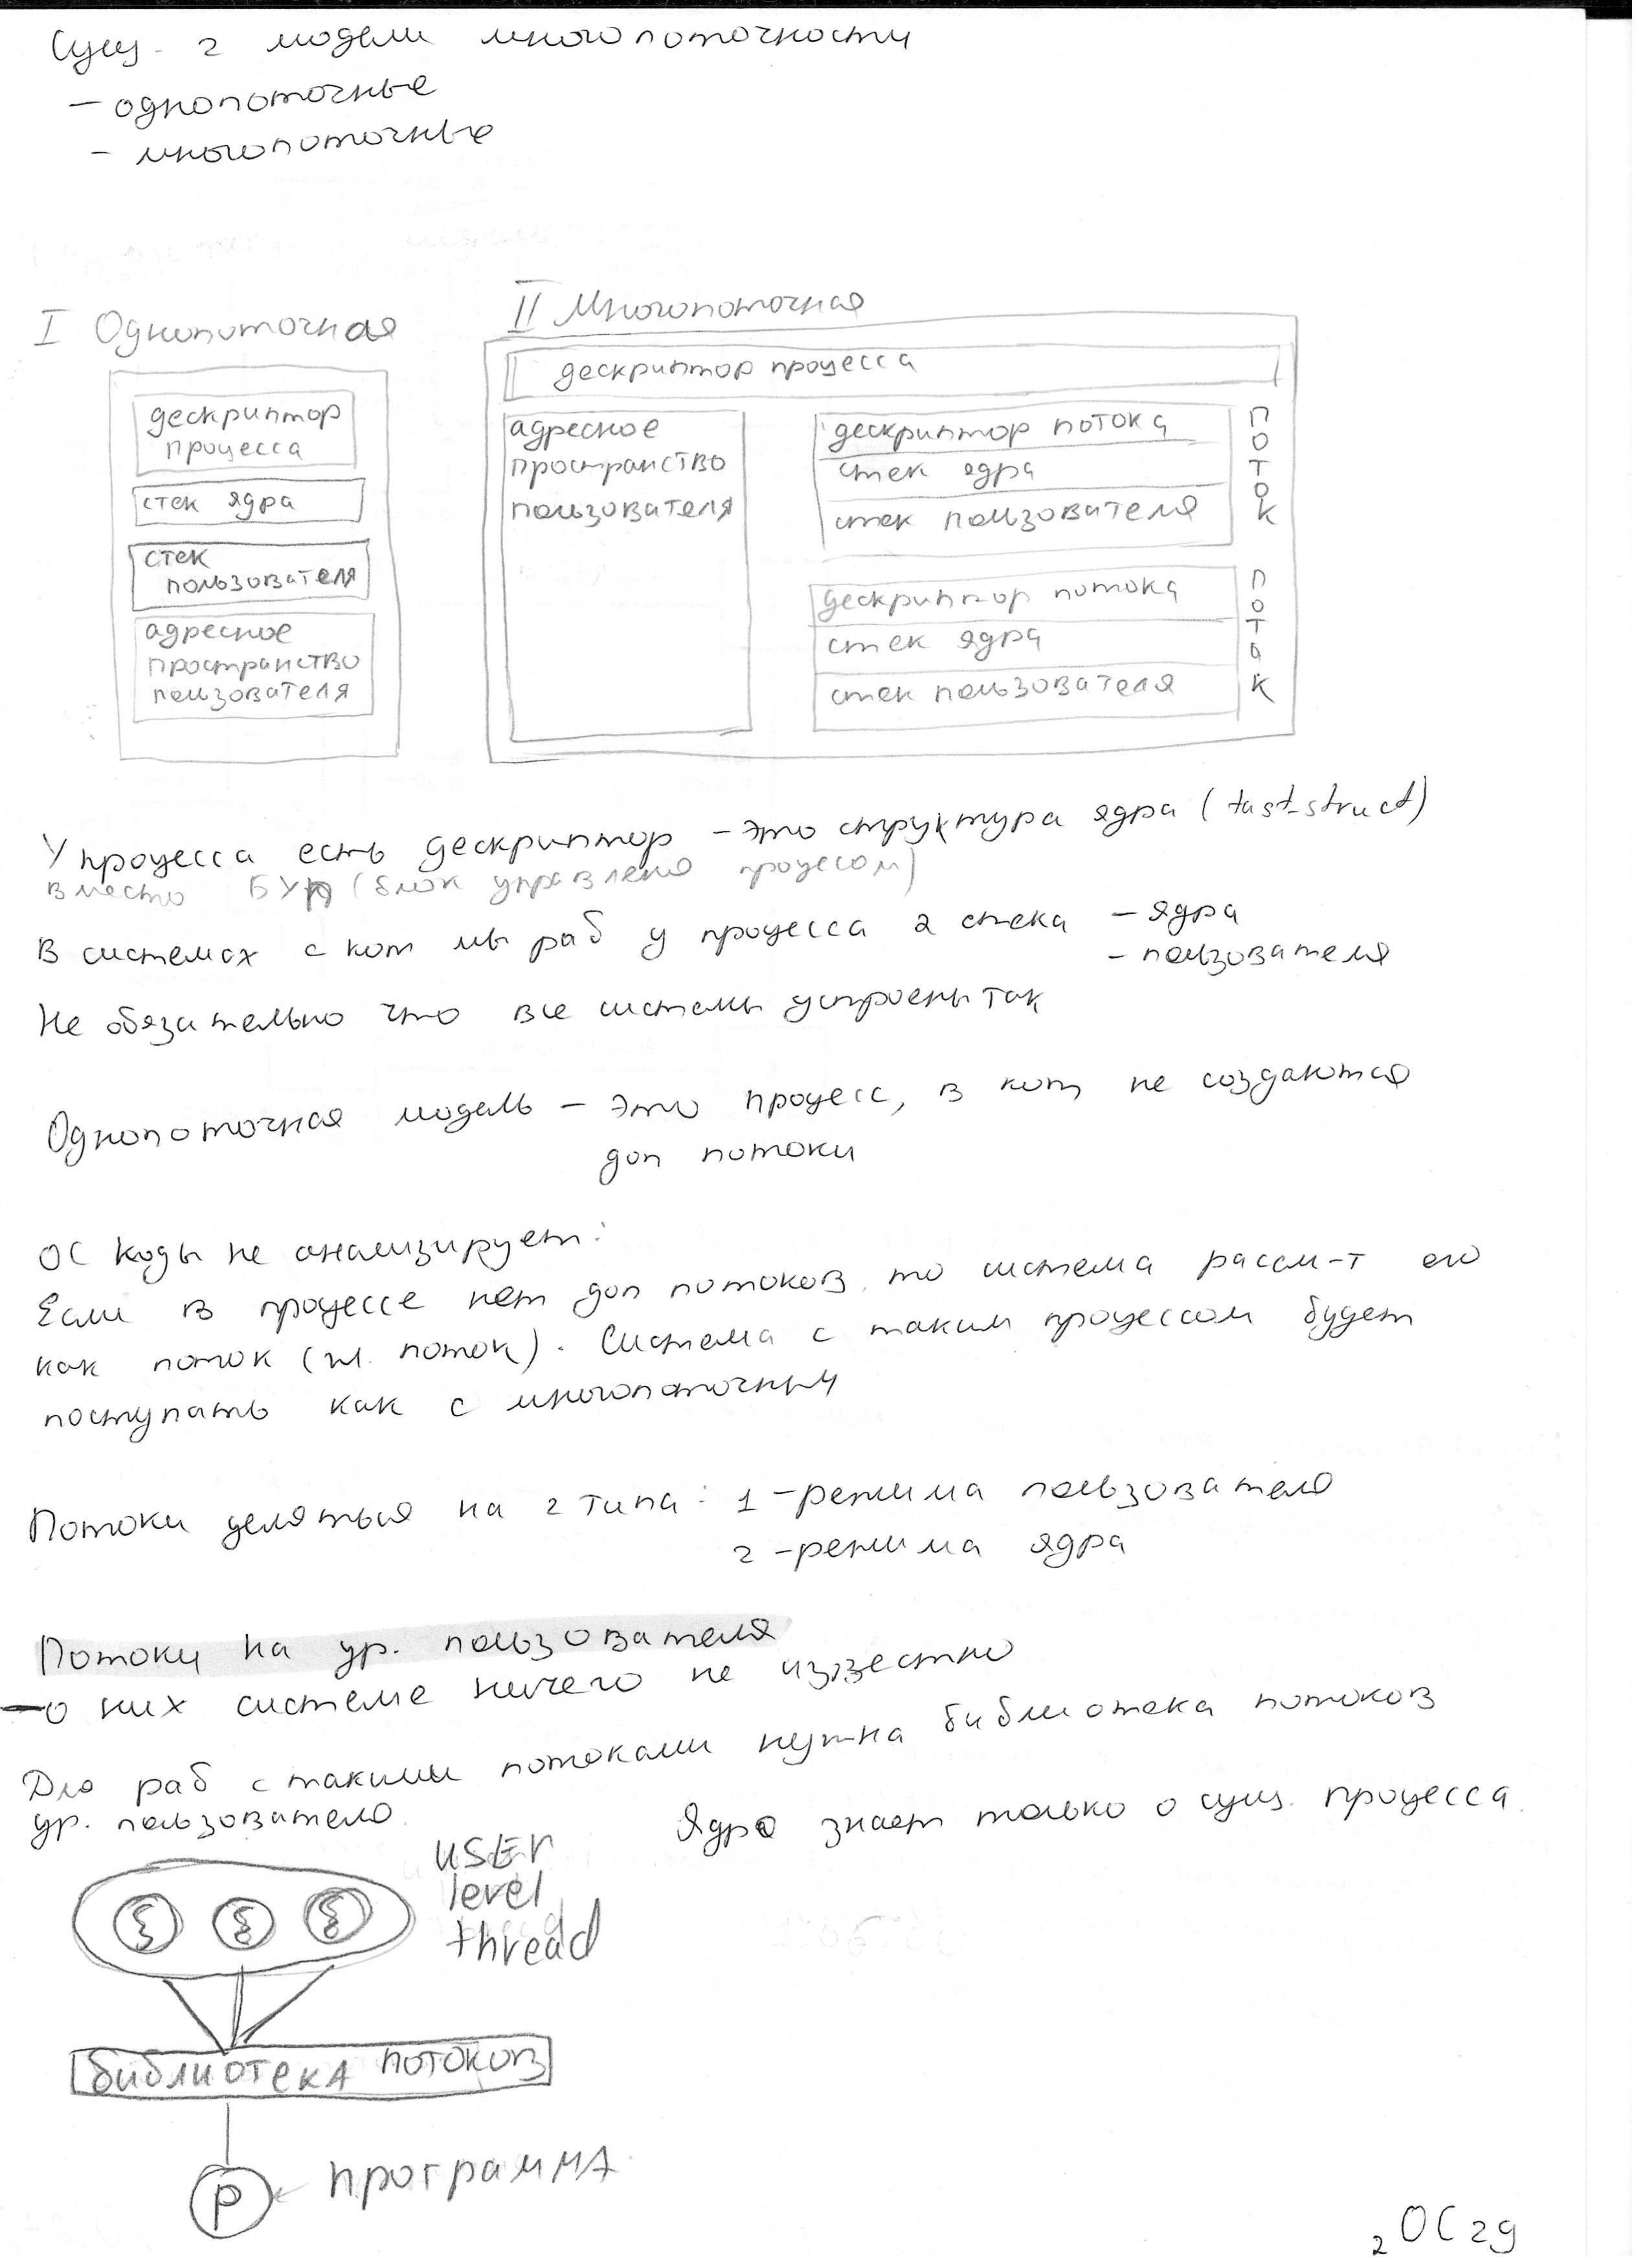 Сущ. 2 модели многопоточности
– однопоточные
– многопоточные
I Однопоточная
дескриптор
процесса
стек ядра
стек
пользователя
адресное
пространство
пользователя
II Многопоточная
дескриптор процесса
адресное
пространство
пользователя
дескриптор потока
стек ядра
стек пользователя
ПОТОК
дескриптор потока
стек ядра
стек пользователя
ПОТОК
У процесса есть дескриптор – это структура ядра (tast_struct)
вместо БУП (блок управлено процесом)
В системах с кот мы раб у процесса 2 стека – ядра
– пользователя
Не обязательно что все системы устроены так
Однопоточная модель – это процесс, в кот не создаются
доп потоки
ОС коды не анализирует:
Если в процессе нет доп потоков, то система рассм-т его
как поток (гл. поток). Система с таким процессом будет
поступать как с многопоточным
Потоки деляться на 2 типа: 1 – режима пользователя
2 – режима ядра
Потоки на ур. пользователя
– о них системе ничего не известно
Для раб с такими потоками нужна библиотека потоков
ур. пользователя
Ядро знает только о сущ. процесса.
USEr
level
thread
библиотека потоков
P
программа
2 ОС 29